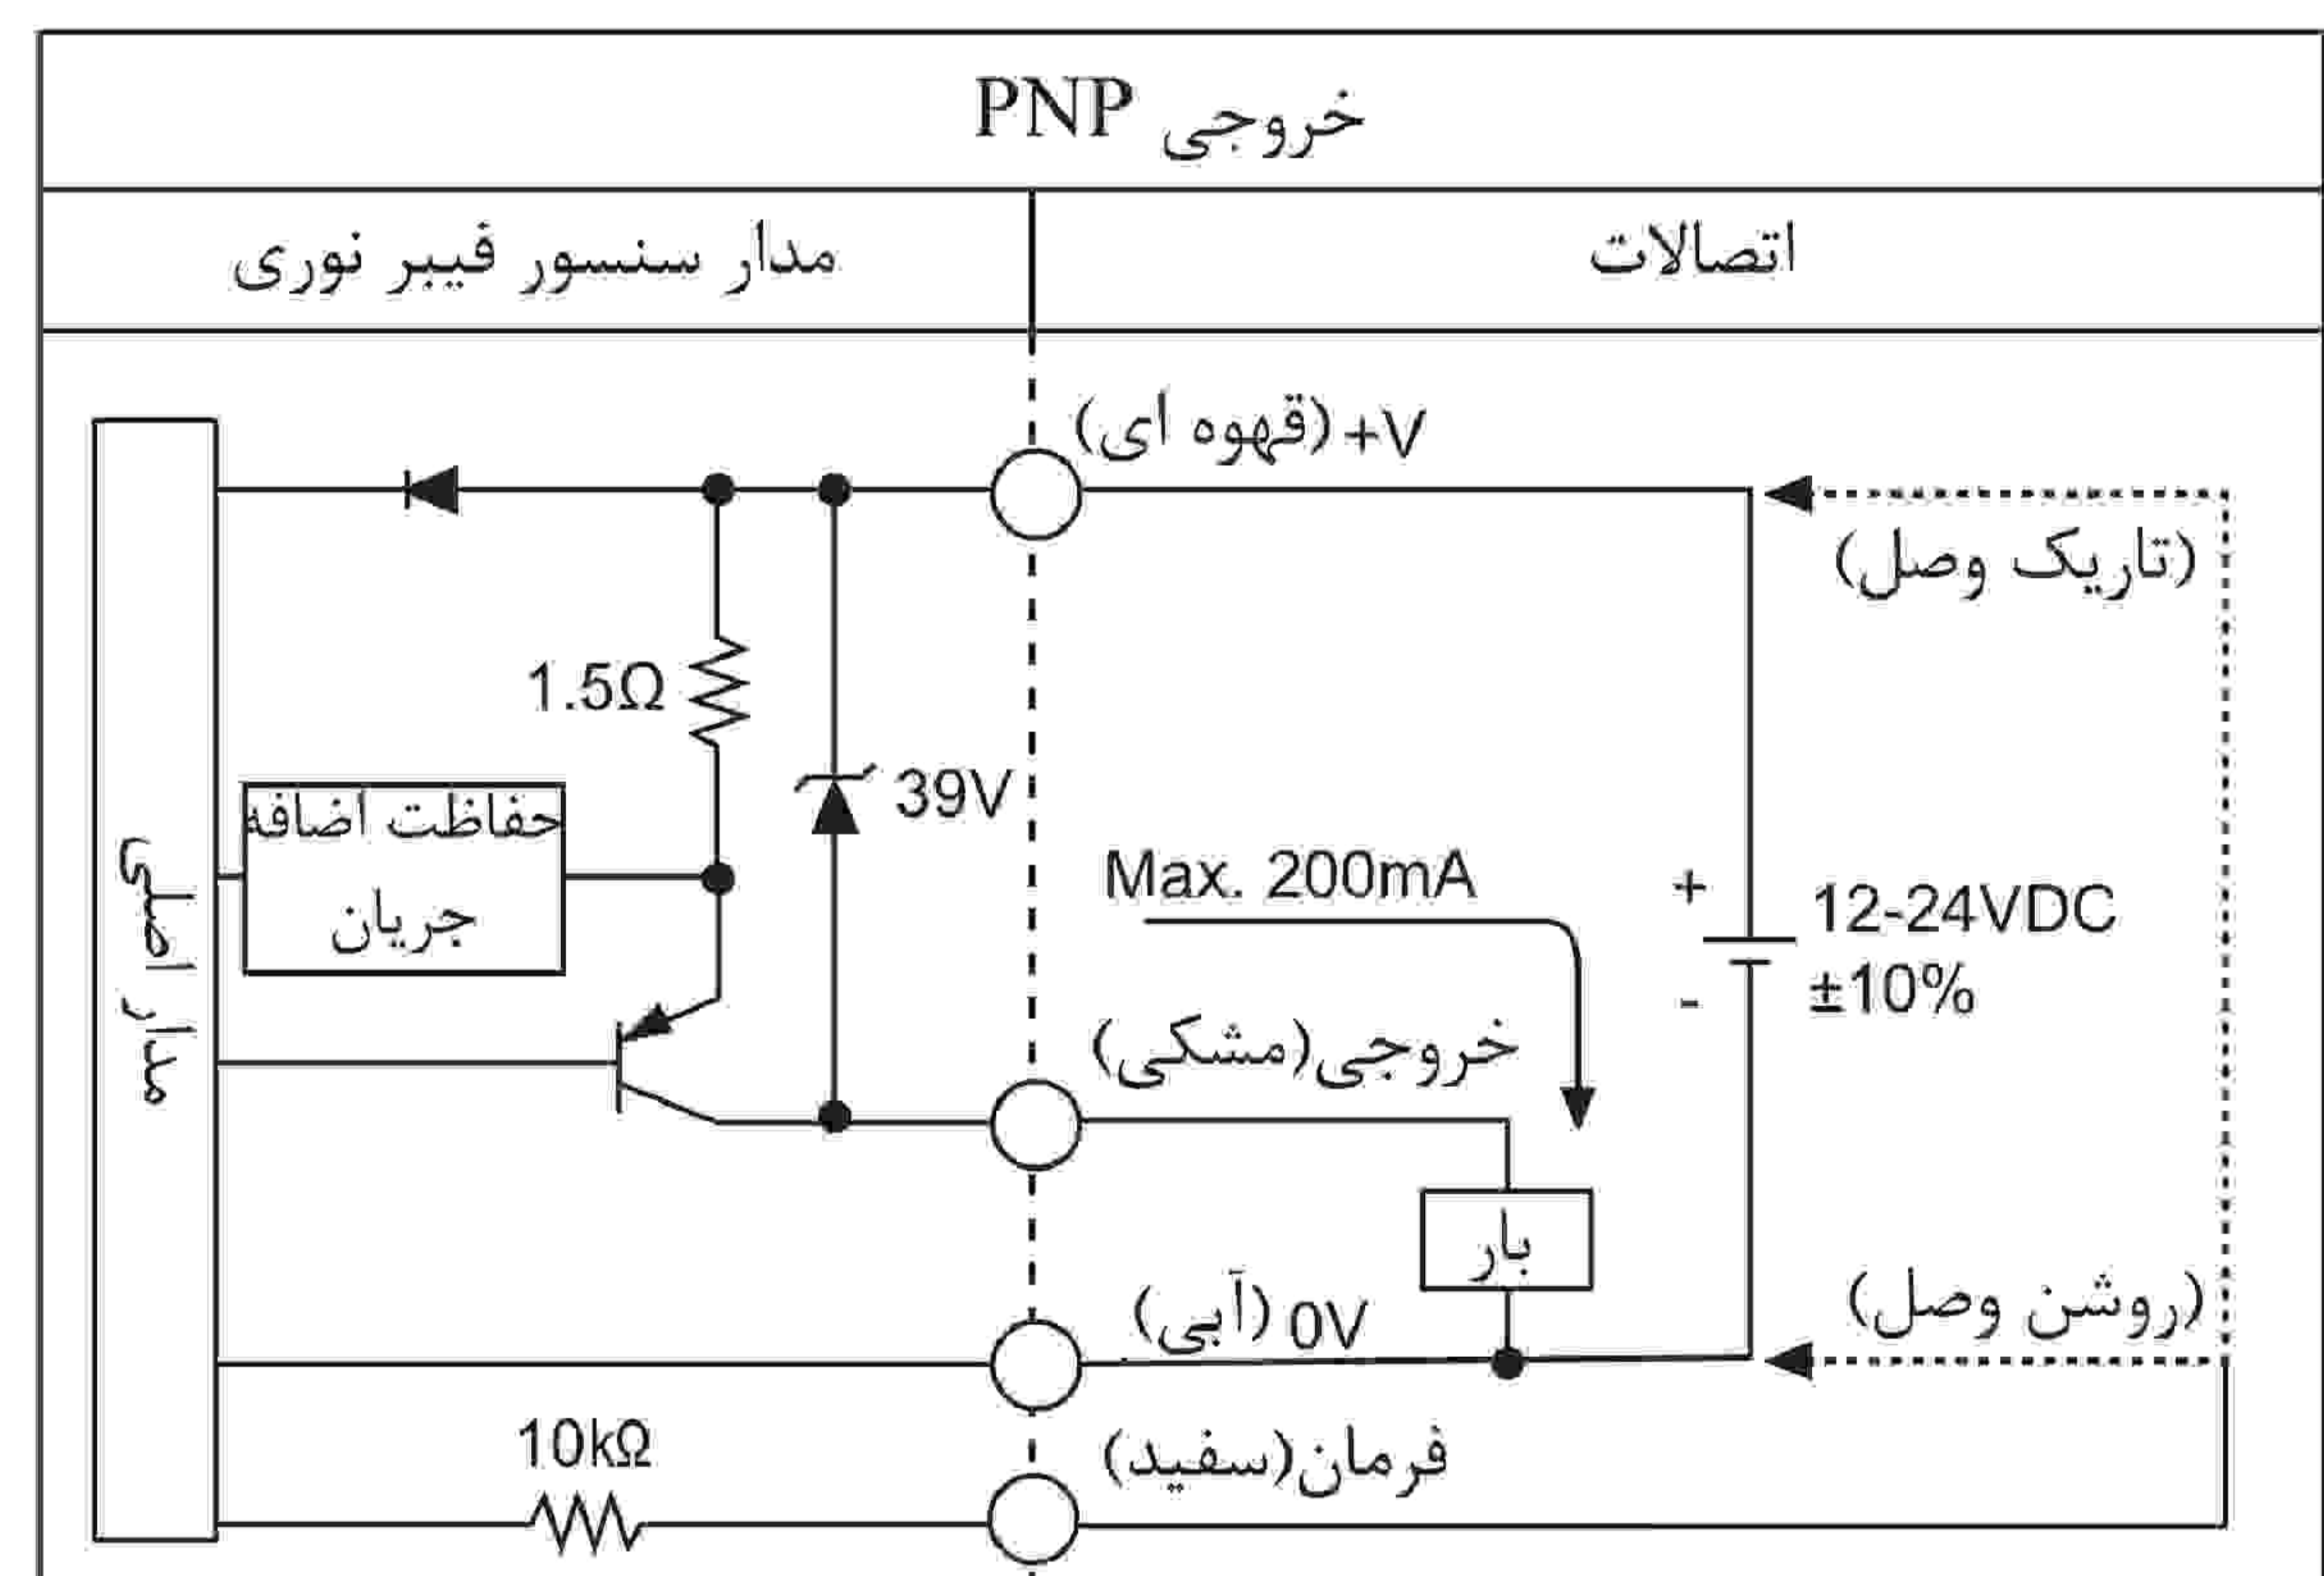 خروجی PNP
اتصالات
مدار سنسور فیبر نوری
+V (قهوه ای)
(تاریک وصل)
1.5Ω
39V
حفاظت اضافه
جریان
مدار اصلی
Max. 200mA
+
12-24VDC
-
±10%
خروجی(مشکی)
بار
0V (آبی)
(روشن وصل)
10kΩ
فرمان(سفید)